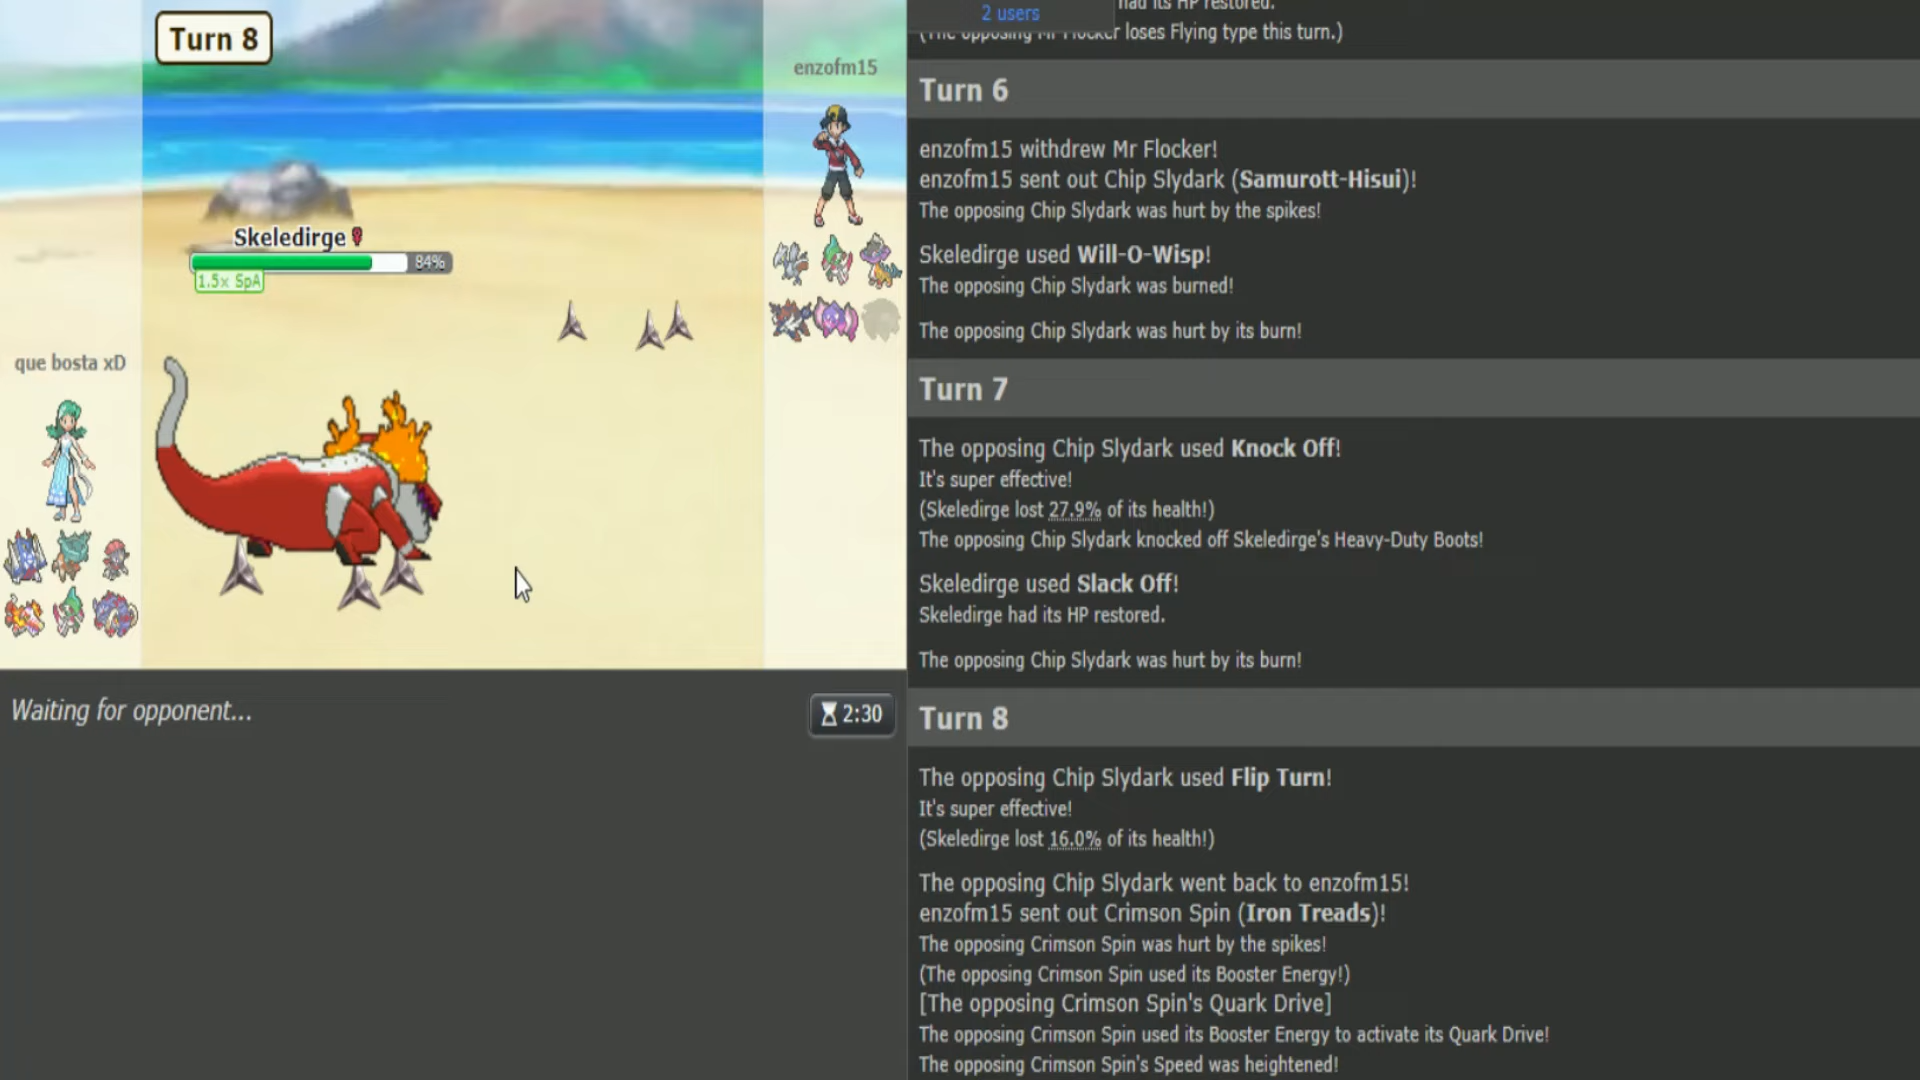 Turn 8
enzofm15
Skeledirge
84%
1.5x SpA
que bosta xD
Waiting for opponent...
2:30
2 users
had its HP restored.
(The opposing Mr Flocker loses Flying type this turn.)
Turn 6
enzofm15 withdrew Mr Flocker!
enzofm15 sent out Chip Slydark (Samurott-Hisui)!
The opposing Chip Slydark was hurt by the spikes!
Skeledirge used Will-O-Wisp!
The opposing Chip Slydark was burned!
The opposing Chip Slydark was hurt by its burn!
Turn 7
The opposing Chip Slydark used Knock Off!
It's super effective!
(Skeledirge lost 27.9% of its health!)
The opposing Chip Slydark knocked off Skeledirge's Heavy-Duty Boots!
Skeledirge used Slack Off!
Skeledirge had its HP restored.
The opposing Chip Slydark was hurt by its burn!
Turn 8
The opposing Chip Slydark used Flip Turn!
It's super effective!
(Skeledirge lost 16.0% of its health!)
The opposing Chip Slydark went back to enzofm15!
enzofm15 sent out Crimson Spin (Iron Treads)!
The opposing Crimson Spin was hurt by the spikes!
(The opposing Crimson Spin used its Booster Energy!)
[The opposing Crimson Spin's Quark Drive]
The opposing Crimson Spin used its Booster Energy to activate its Quark Drive!
The opposing Crimson Spin's Speed was heightened!